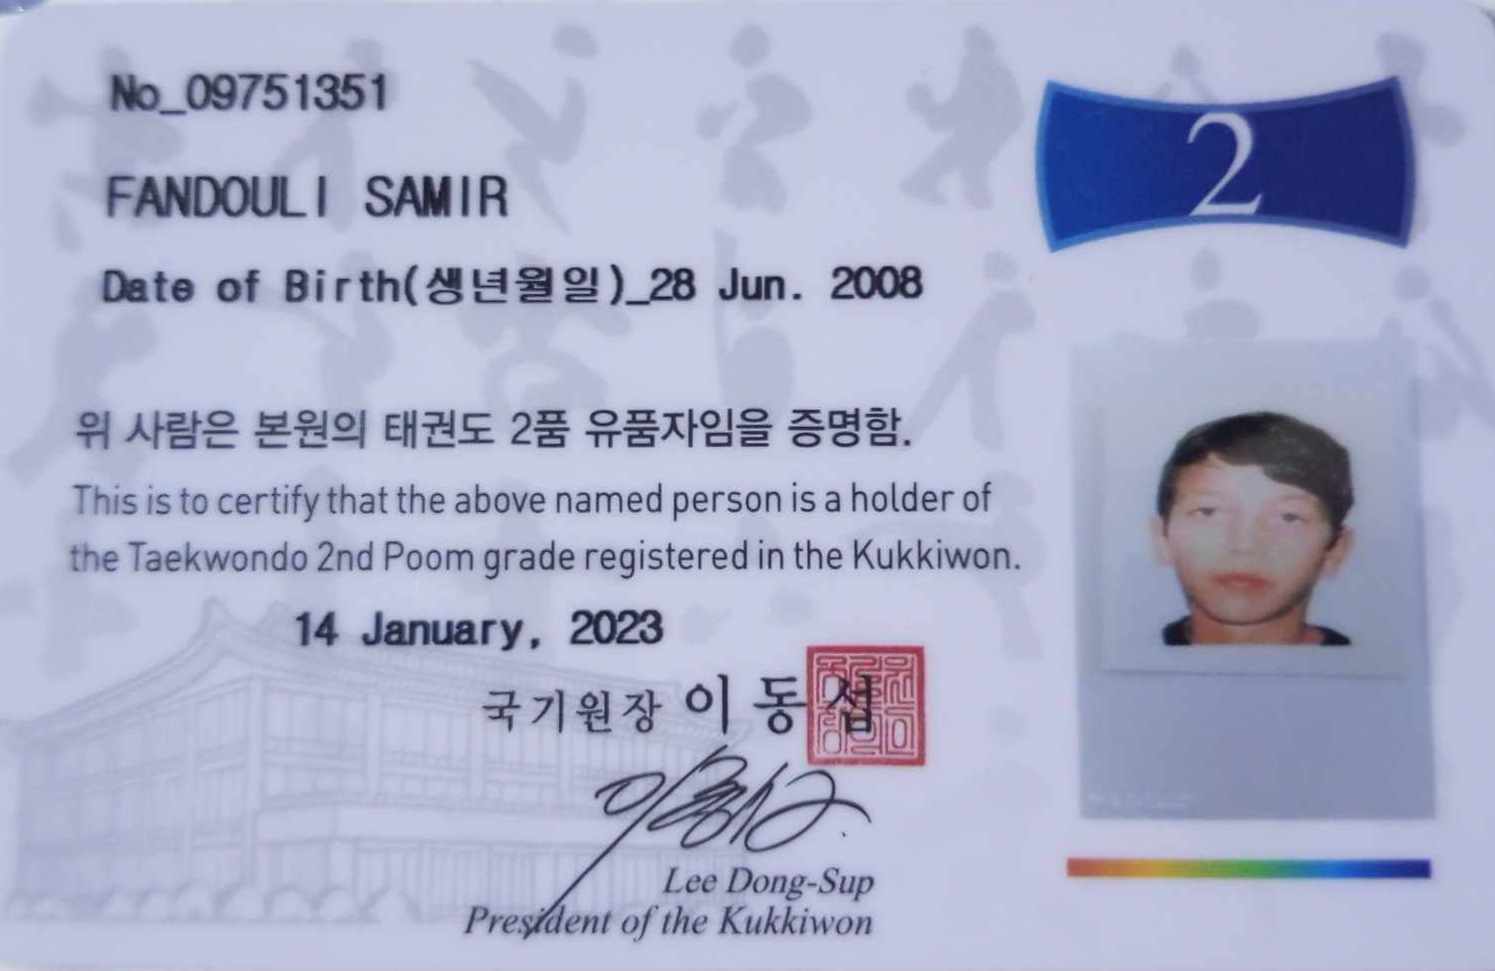 No_09751351
2
FANDOULI SAMIR
Date of Birth(생년월일)_28 Jun. 2008
위 사람은 본원의 태권도 2품 유품자임을 증명함.
This is to certify that the above named person is a holder of
the Taekwondo 2nd Poom grade registered in the Kukkiwon.
14 January, 2023
국기원장 이동섭
Lee Dong-Sup
President of the Kukkiwon